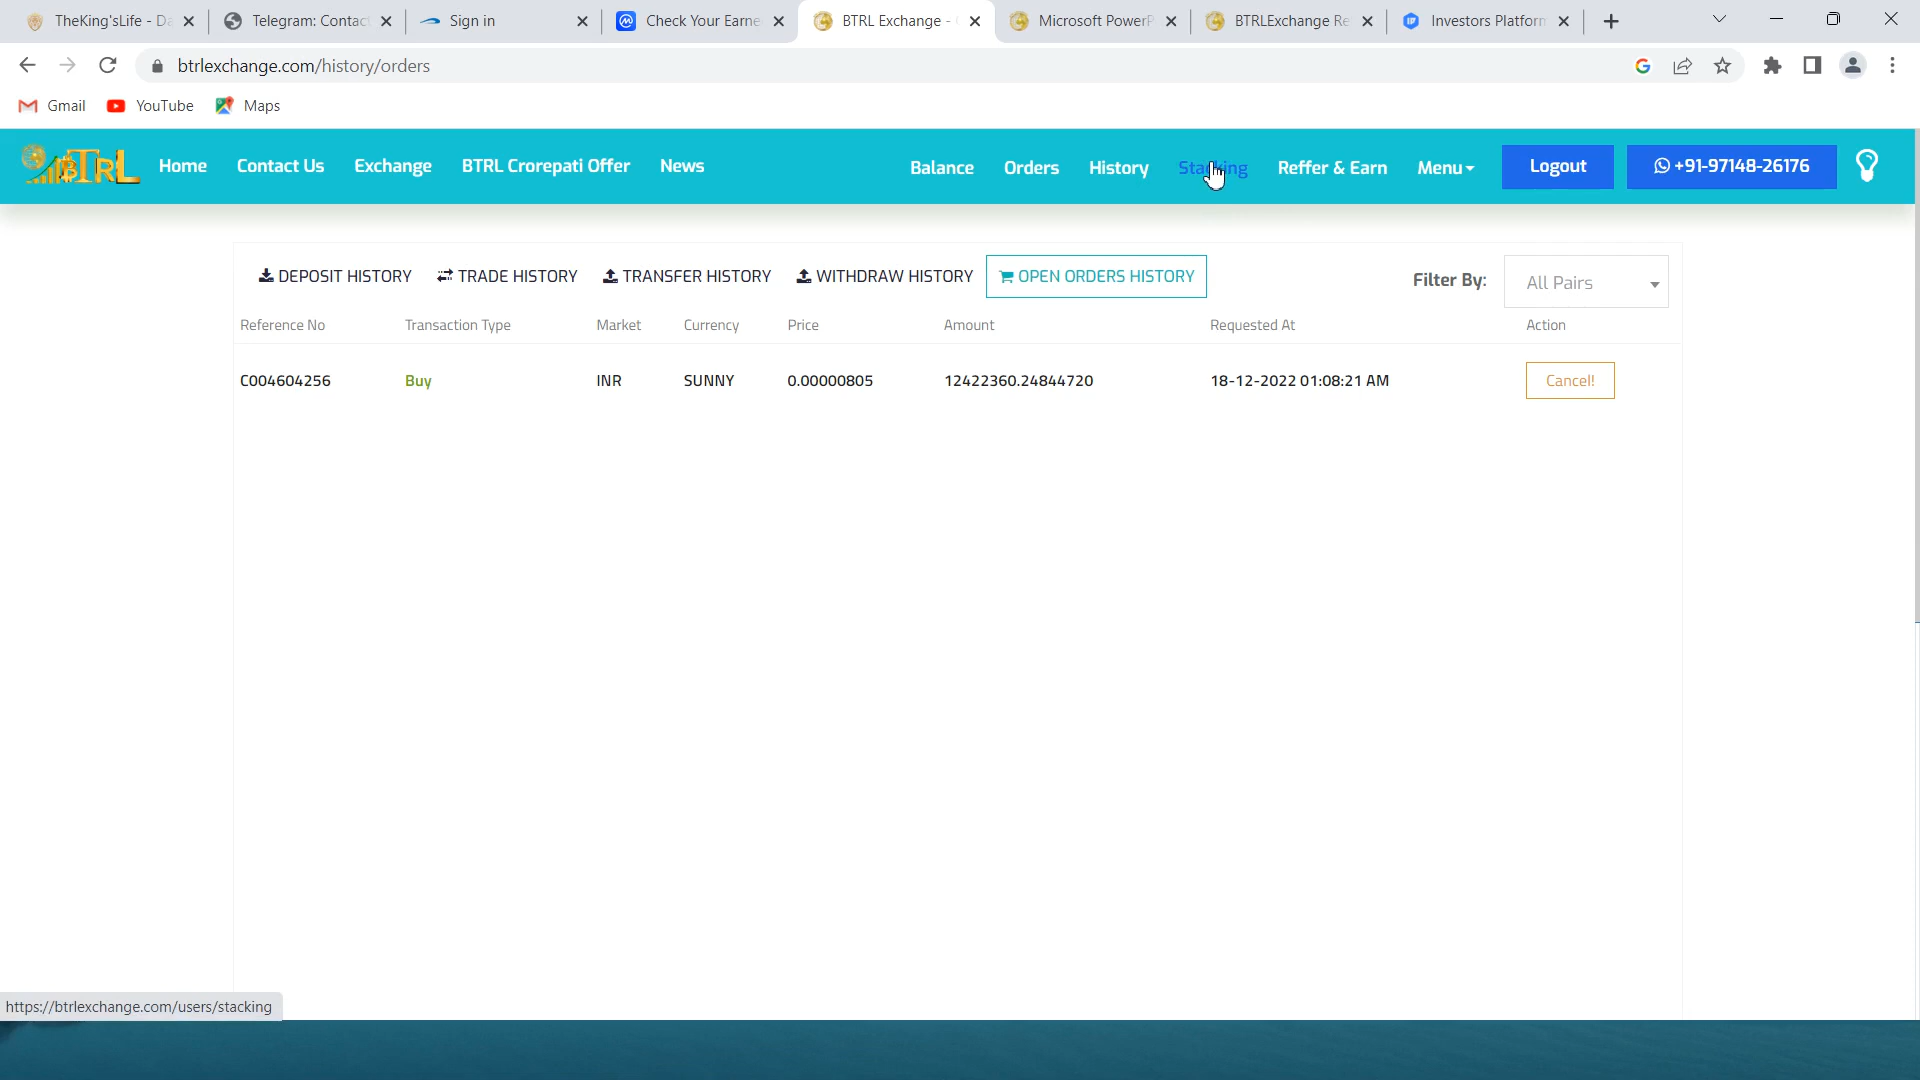 TheKing'sLife - Da
Telegram: Contact
Sign in
Check Your Earne
BTRL Exchange -
Microsoft PowerP
BTRLExchange Re
Investors Platform
btrlexchange.com/history/orders
Gmail YouTube Maps
BTRL Home Contact Us Exchange BTRL Crorepati Offer News Balance Orders History Stacking Reffer & Earn Menu Logout +91-97148-26176
DEPOSIT HISTORY TRADE HISTORY TRANSFER HISTORY WITHDRAW HISTORY OPEN ORDERS HISTORY Filter By: All Pairs
Reference No Transaction Type Market Currency Price Amount Requested At Action
C004604256 Buy INR SUNNY 0.00000805 12422360.24844720 18-12-2022 01:08:21 AM Cancel!
https://btrlexchange.com/users/stacking